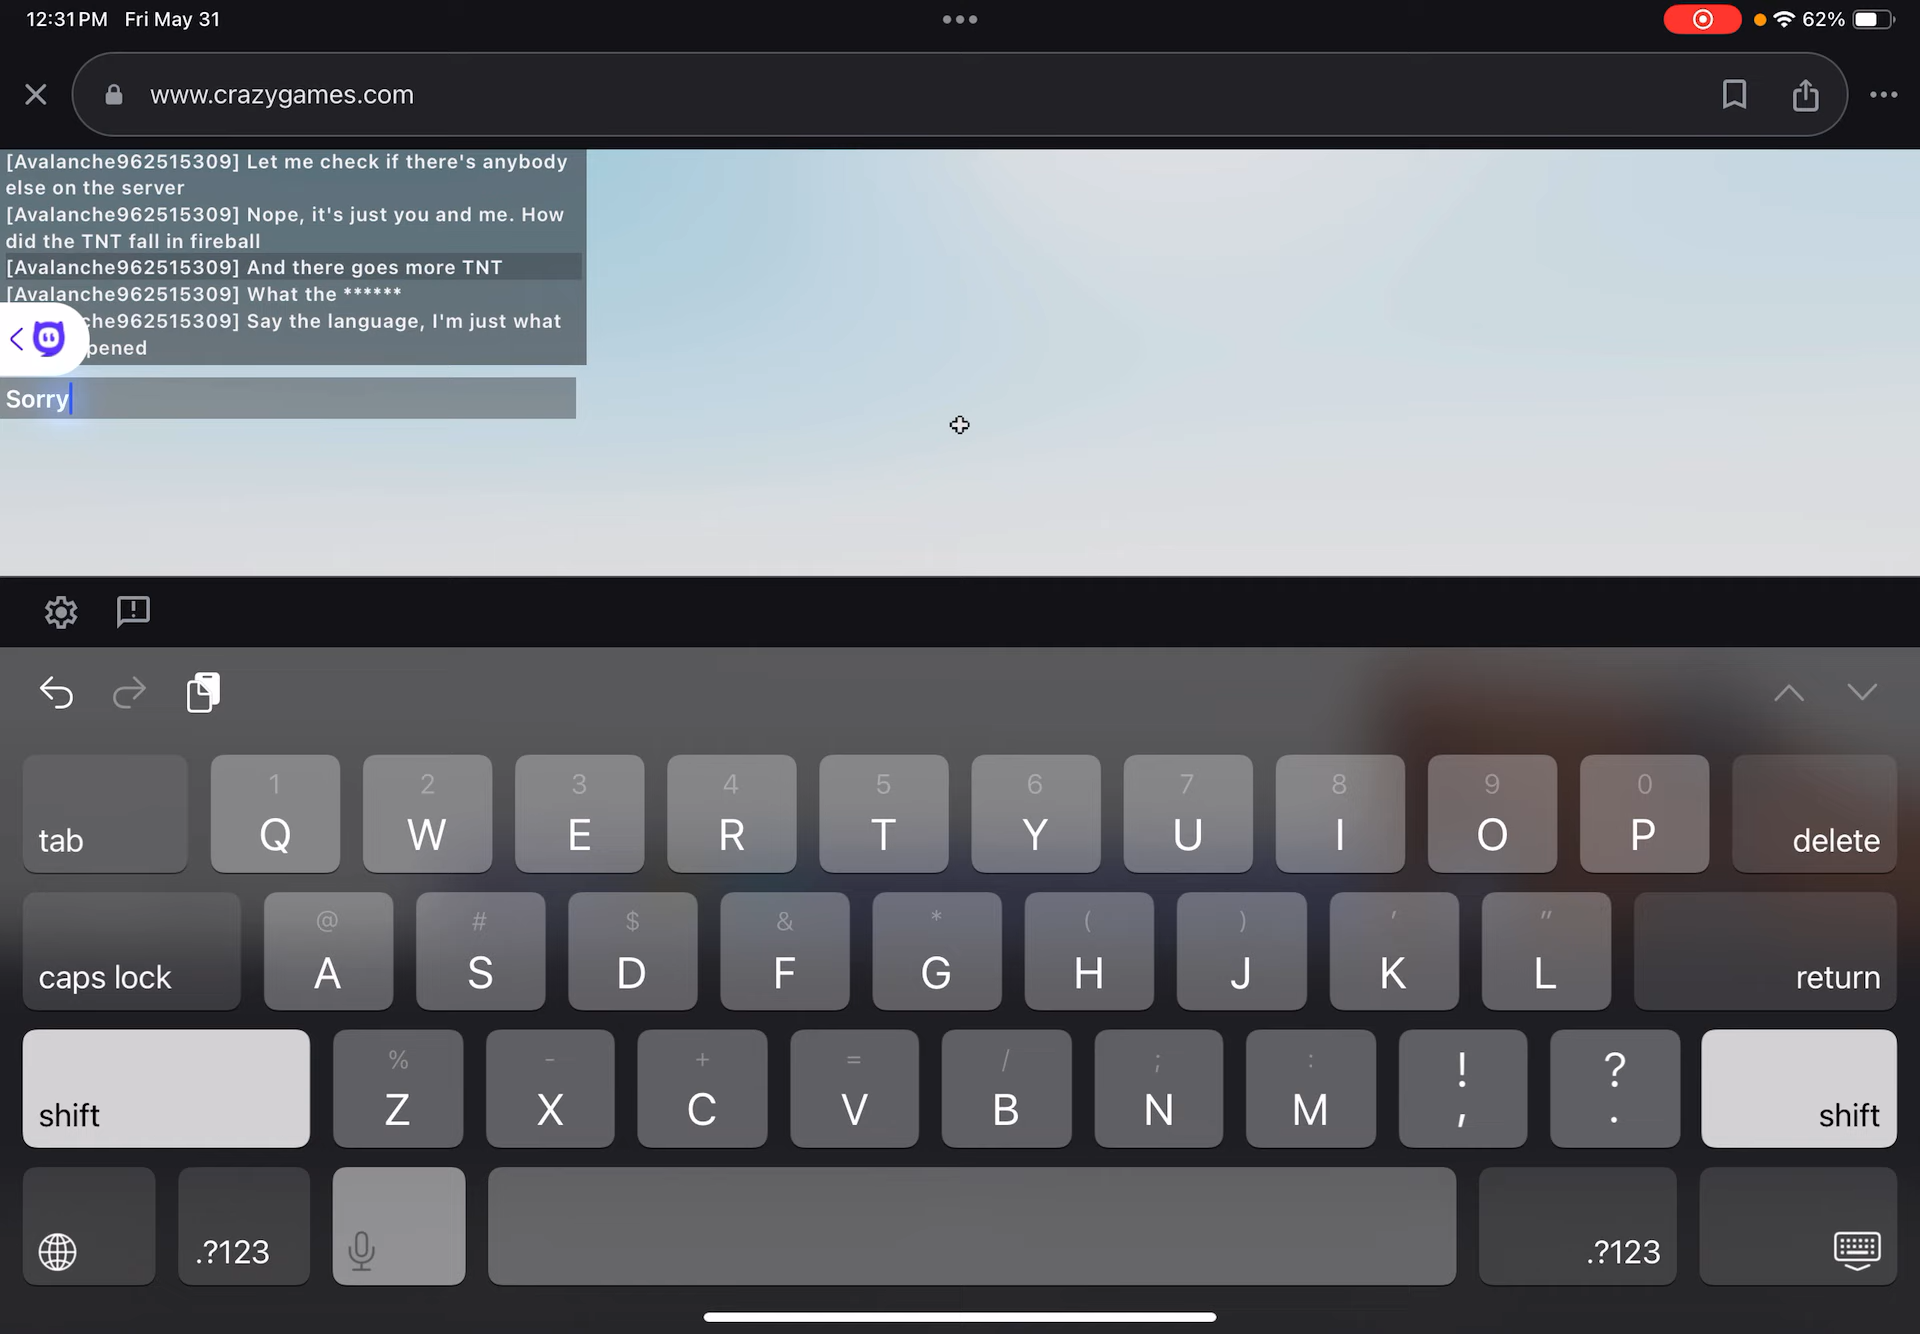 12:31 PM Fri May 31
62%
www.crazygames.com
[Avalanche962515309] Let me check if there's anybody
else on the server
[Avalanche962515309] Nope, it's just you and me. How
did the TNT fall in fireball
[Avalanche962515309] And there goes more TNT
[Avalanche962515309] What the ******
che962515309] Say the language, I'm just what
pened
Sorry
1 2 3 4 5 6 7 8 9 0
tab Q W E R T Y U I O P delete
@ # $ & * ( ) ' "
caps lock A S D F G H J K L return
% - + = / ; : ! ?
shift Z X C V B N M , . shift
.?123 .?123